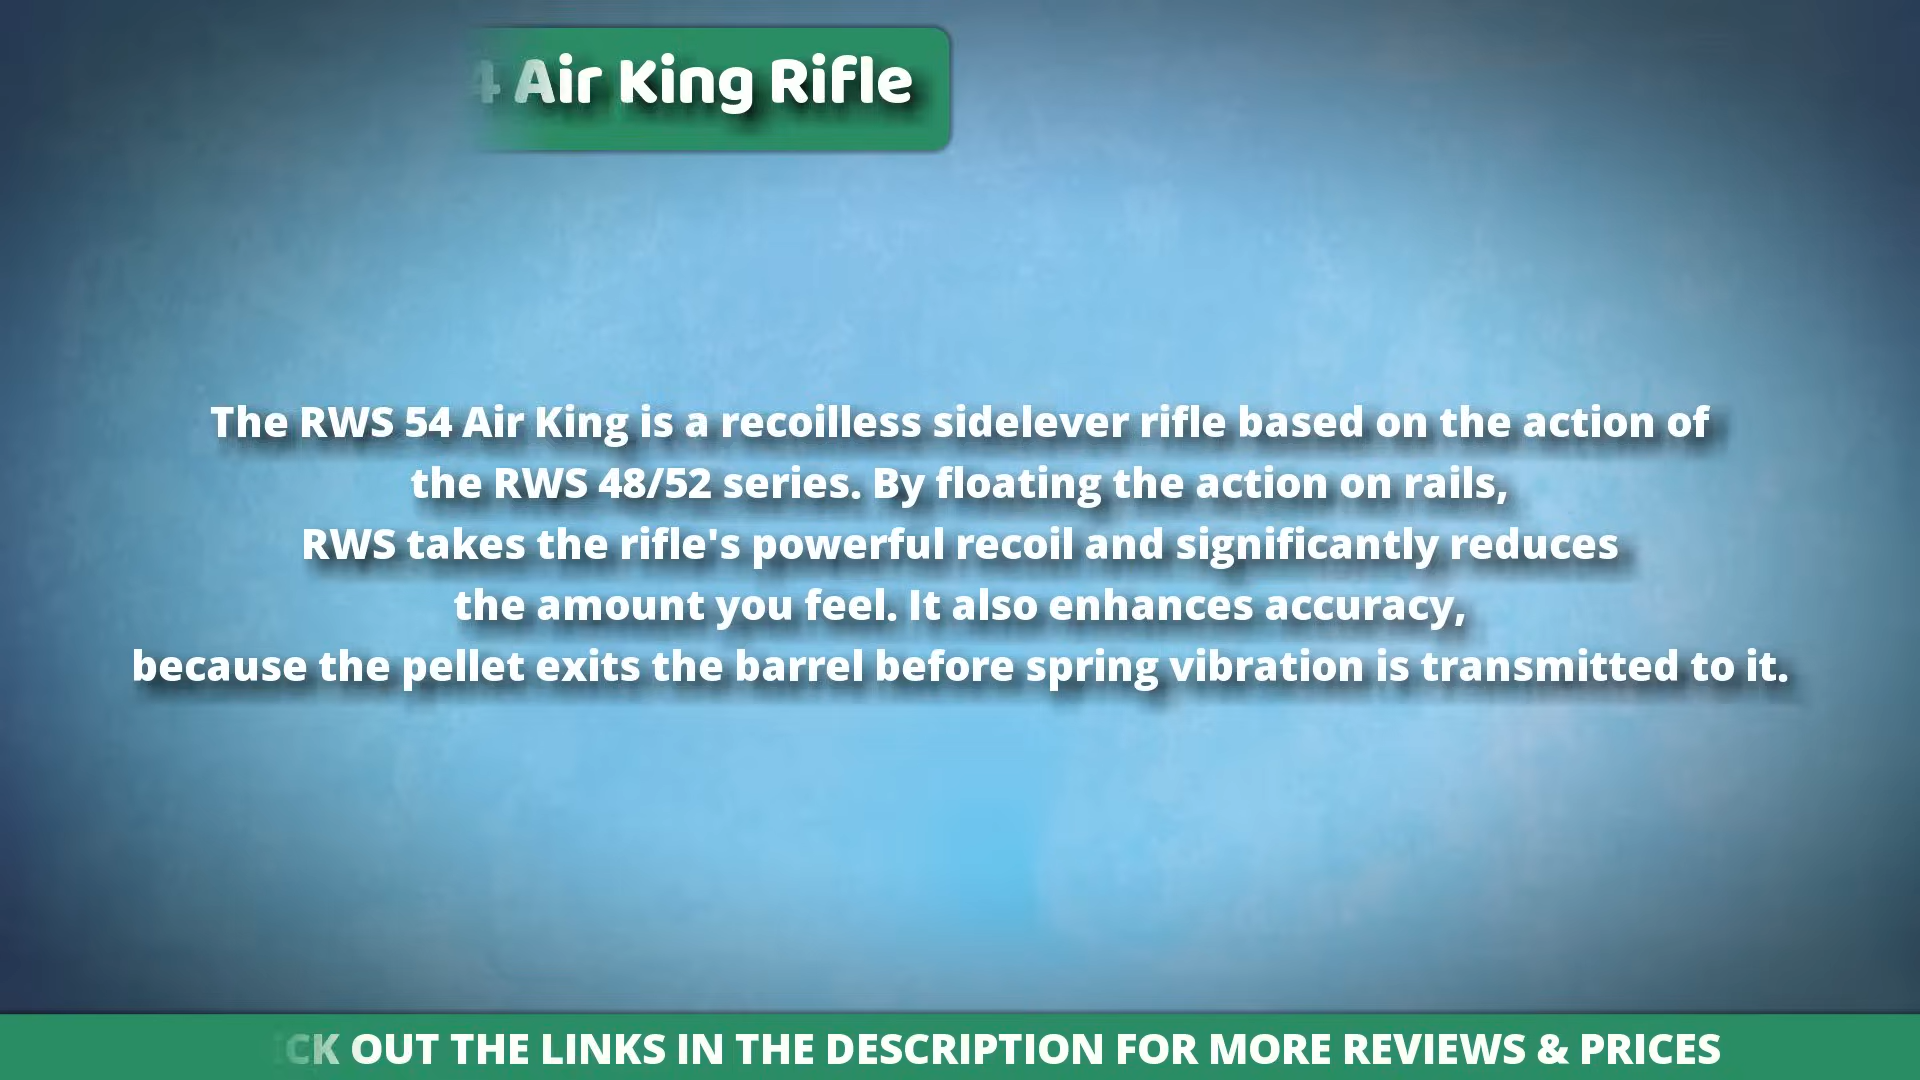 Air King Rifle
The RWS 54 Air King is a recoilless sidelever rifle based on the action of
the RWS 48/52 series. By floating the action on rails,
RWS takes the rifle's powerful recoil and significantly reduces
the amount you feel. It also enhances accuracy,
because the pellet exits the barrel before spring vibration is transmitted to it.
OUT THE LINKS IN THE DESCRIPTION FOR MORE REVIEWS & PRICES